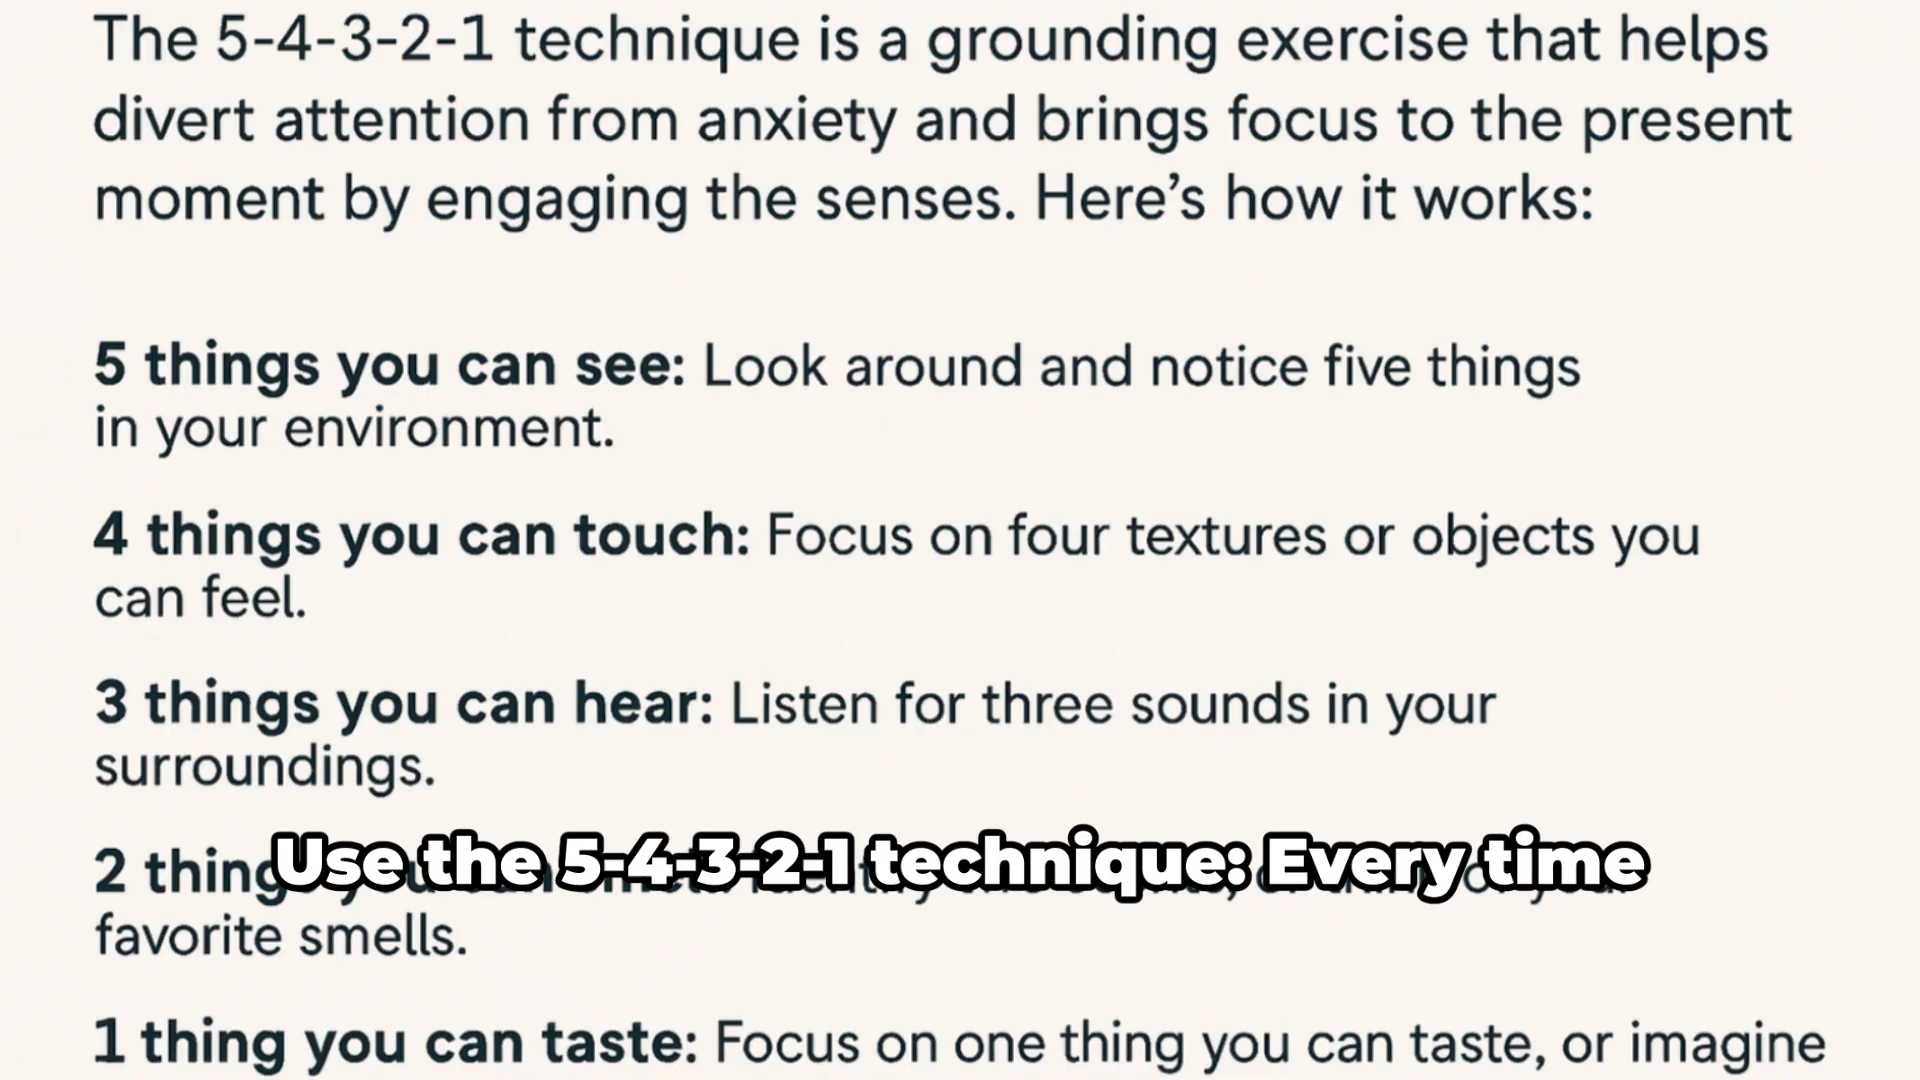 The 5-4-3-2-1 technique is a grounding exercise that helps
divert attention from anxiety and brings focus to the present
moment by engaging the senses. Here's how it works:
5 things you can see: Look around and notice five things
in your environment.
4 things you can touch: Focus on four textures or objects you
can feel.
3 things you can hear: Listen for three sounds in your
surroundings.
2
Use the 5-4-3-2-1 technique: Every time
favorite smells.
1 thing you can taste: Focus on one thing you can taste, or imagine